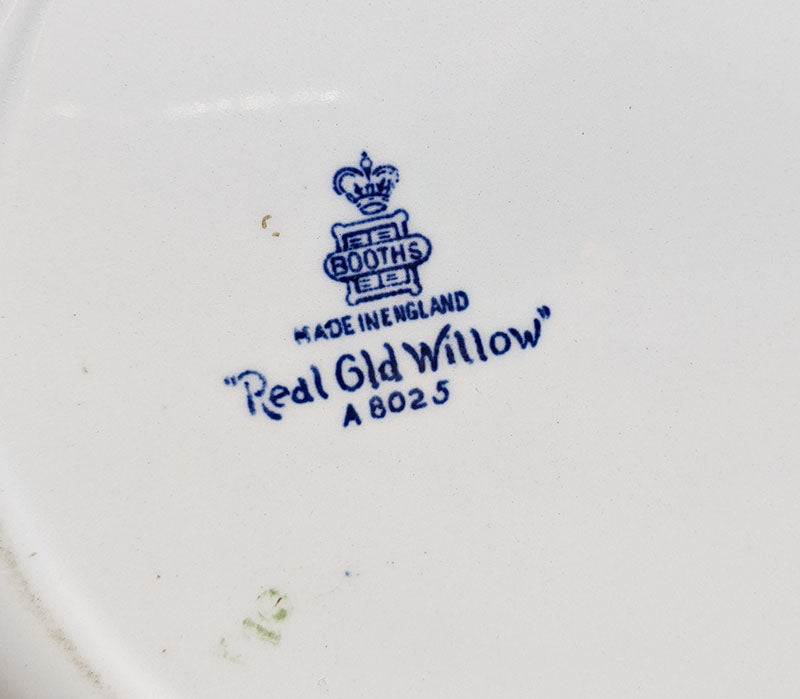 BOOTHS
MADE IN ENGLAND
"Real Old Willow"
A 8025